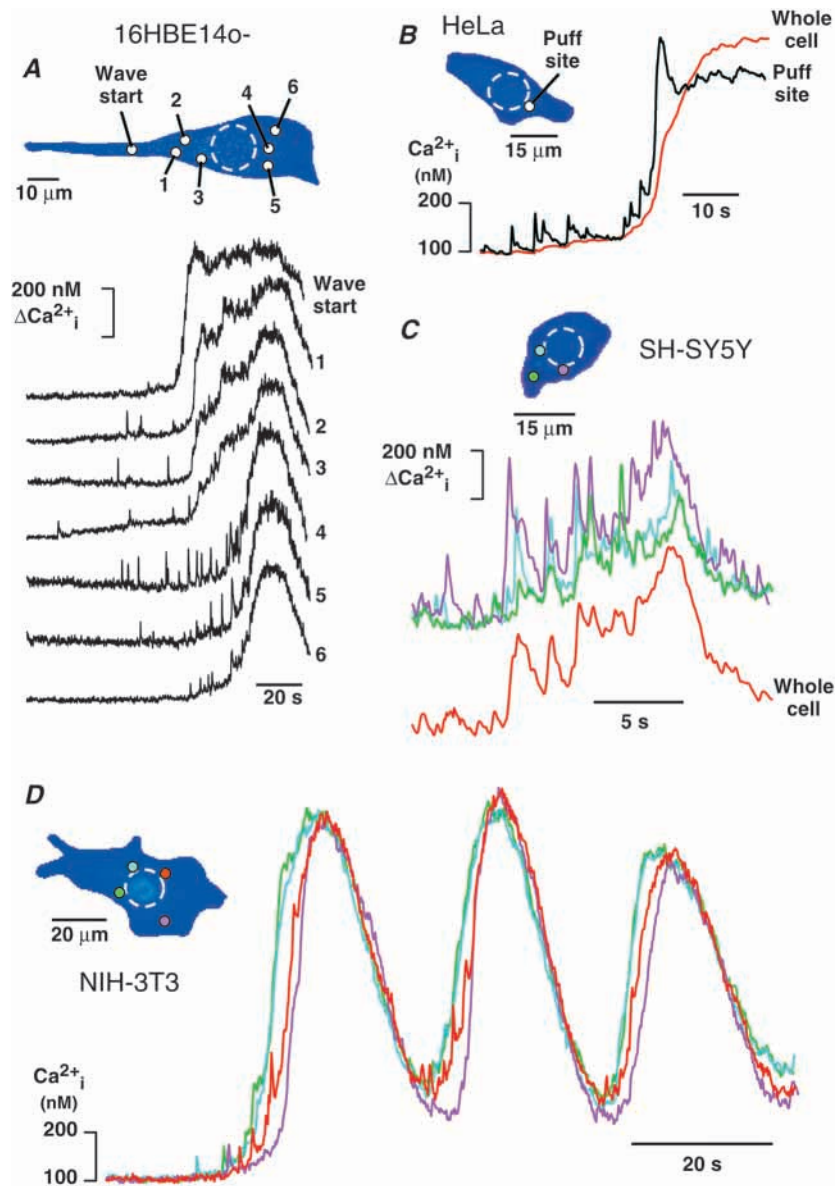 16HBE14o-
A
Wave
start
2
4
6
1
3
5
10 μm
200 nm
ΔCa²⁺ᵢ
Wave
start
1
2
3
4
5
6
20 s
B
HeLa
Puff
site
15 μm
Whole
cell
Puff
site
Ca²⁺ᵢ
(nM)
200
100
10 s
C
SH-SY5Y
15 μm
200 nM
ΔCa²⁺ᵢ
Whole
cell
5 s
D
20 μm
NIH-3T3
Ca²⁺ᵢ
(nM)
200
100
20 s